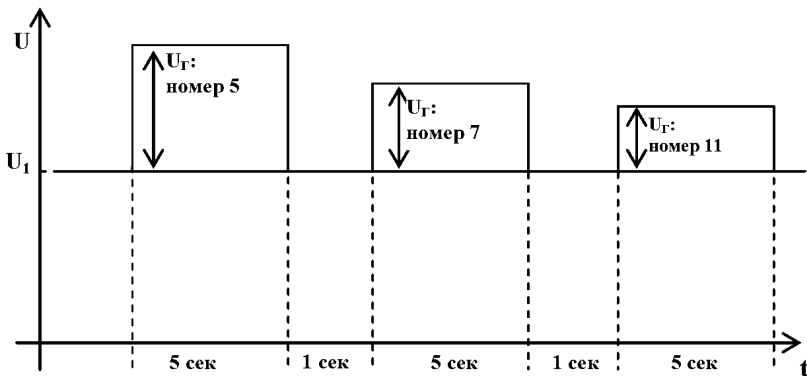 U
Uг:
номер 5
Uг:
номер 7
Uг:
номер 11
U1
5 сек
1 сек
5 сек
1 сек
5 сек
t